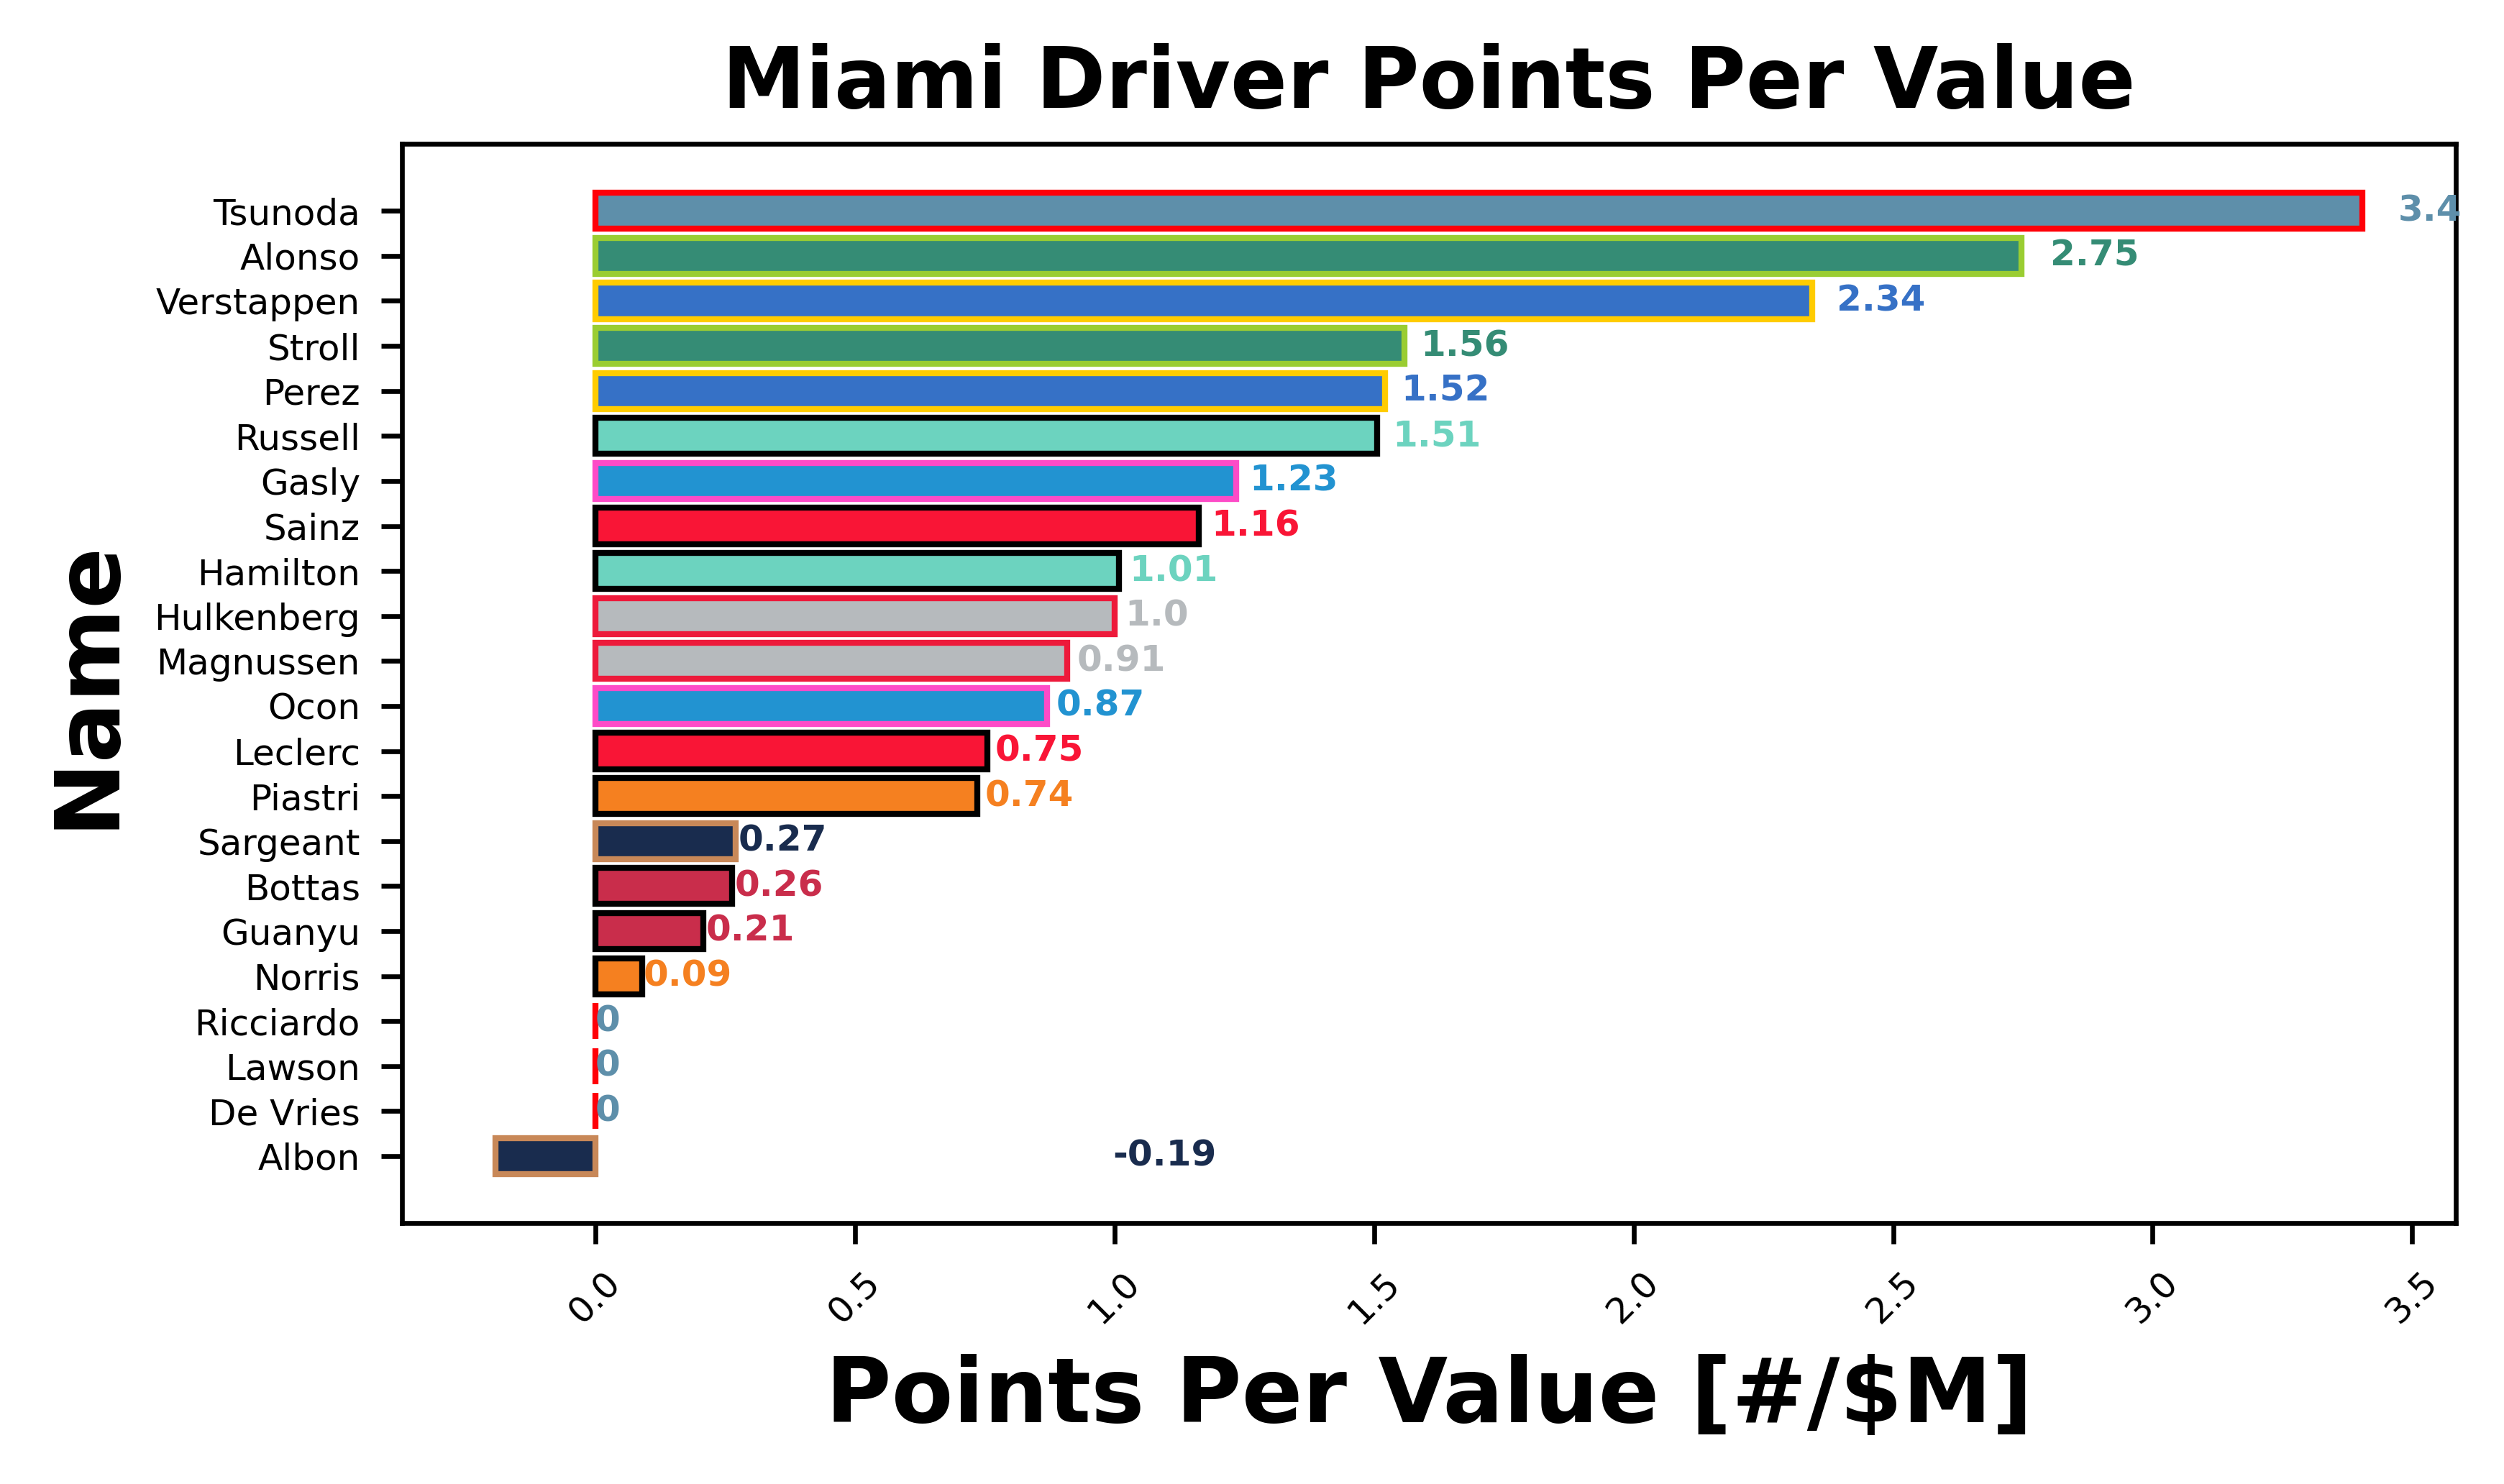 Miami Driver Points Per Value
Name
Tsunoda 3.4
Alonso 2.75
Verstappen 2.34
Stroll 1.56
Perez 1.52
Russell 1.51
Gasly 1.23
Sainz 1.16
Hamilton 1.01
Hulkenberg 1.0
Magnussen 0.91
Ocon 0.87
Leclerc 0.75
Piastri 0.74
Sargeant 0.27
Bottas 0.26
Guanyu 0.21
Norris 0.09
Ricciardo 0
Lawson 0
De Vries 0
Albon -0.19
0.0 0.5 1.0 1.5 2.0 2.5 3.0 3.5
Points Per Value [#/$M]